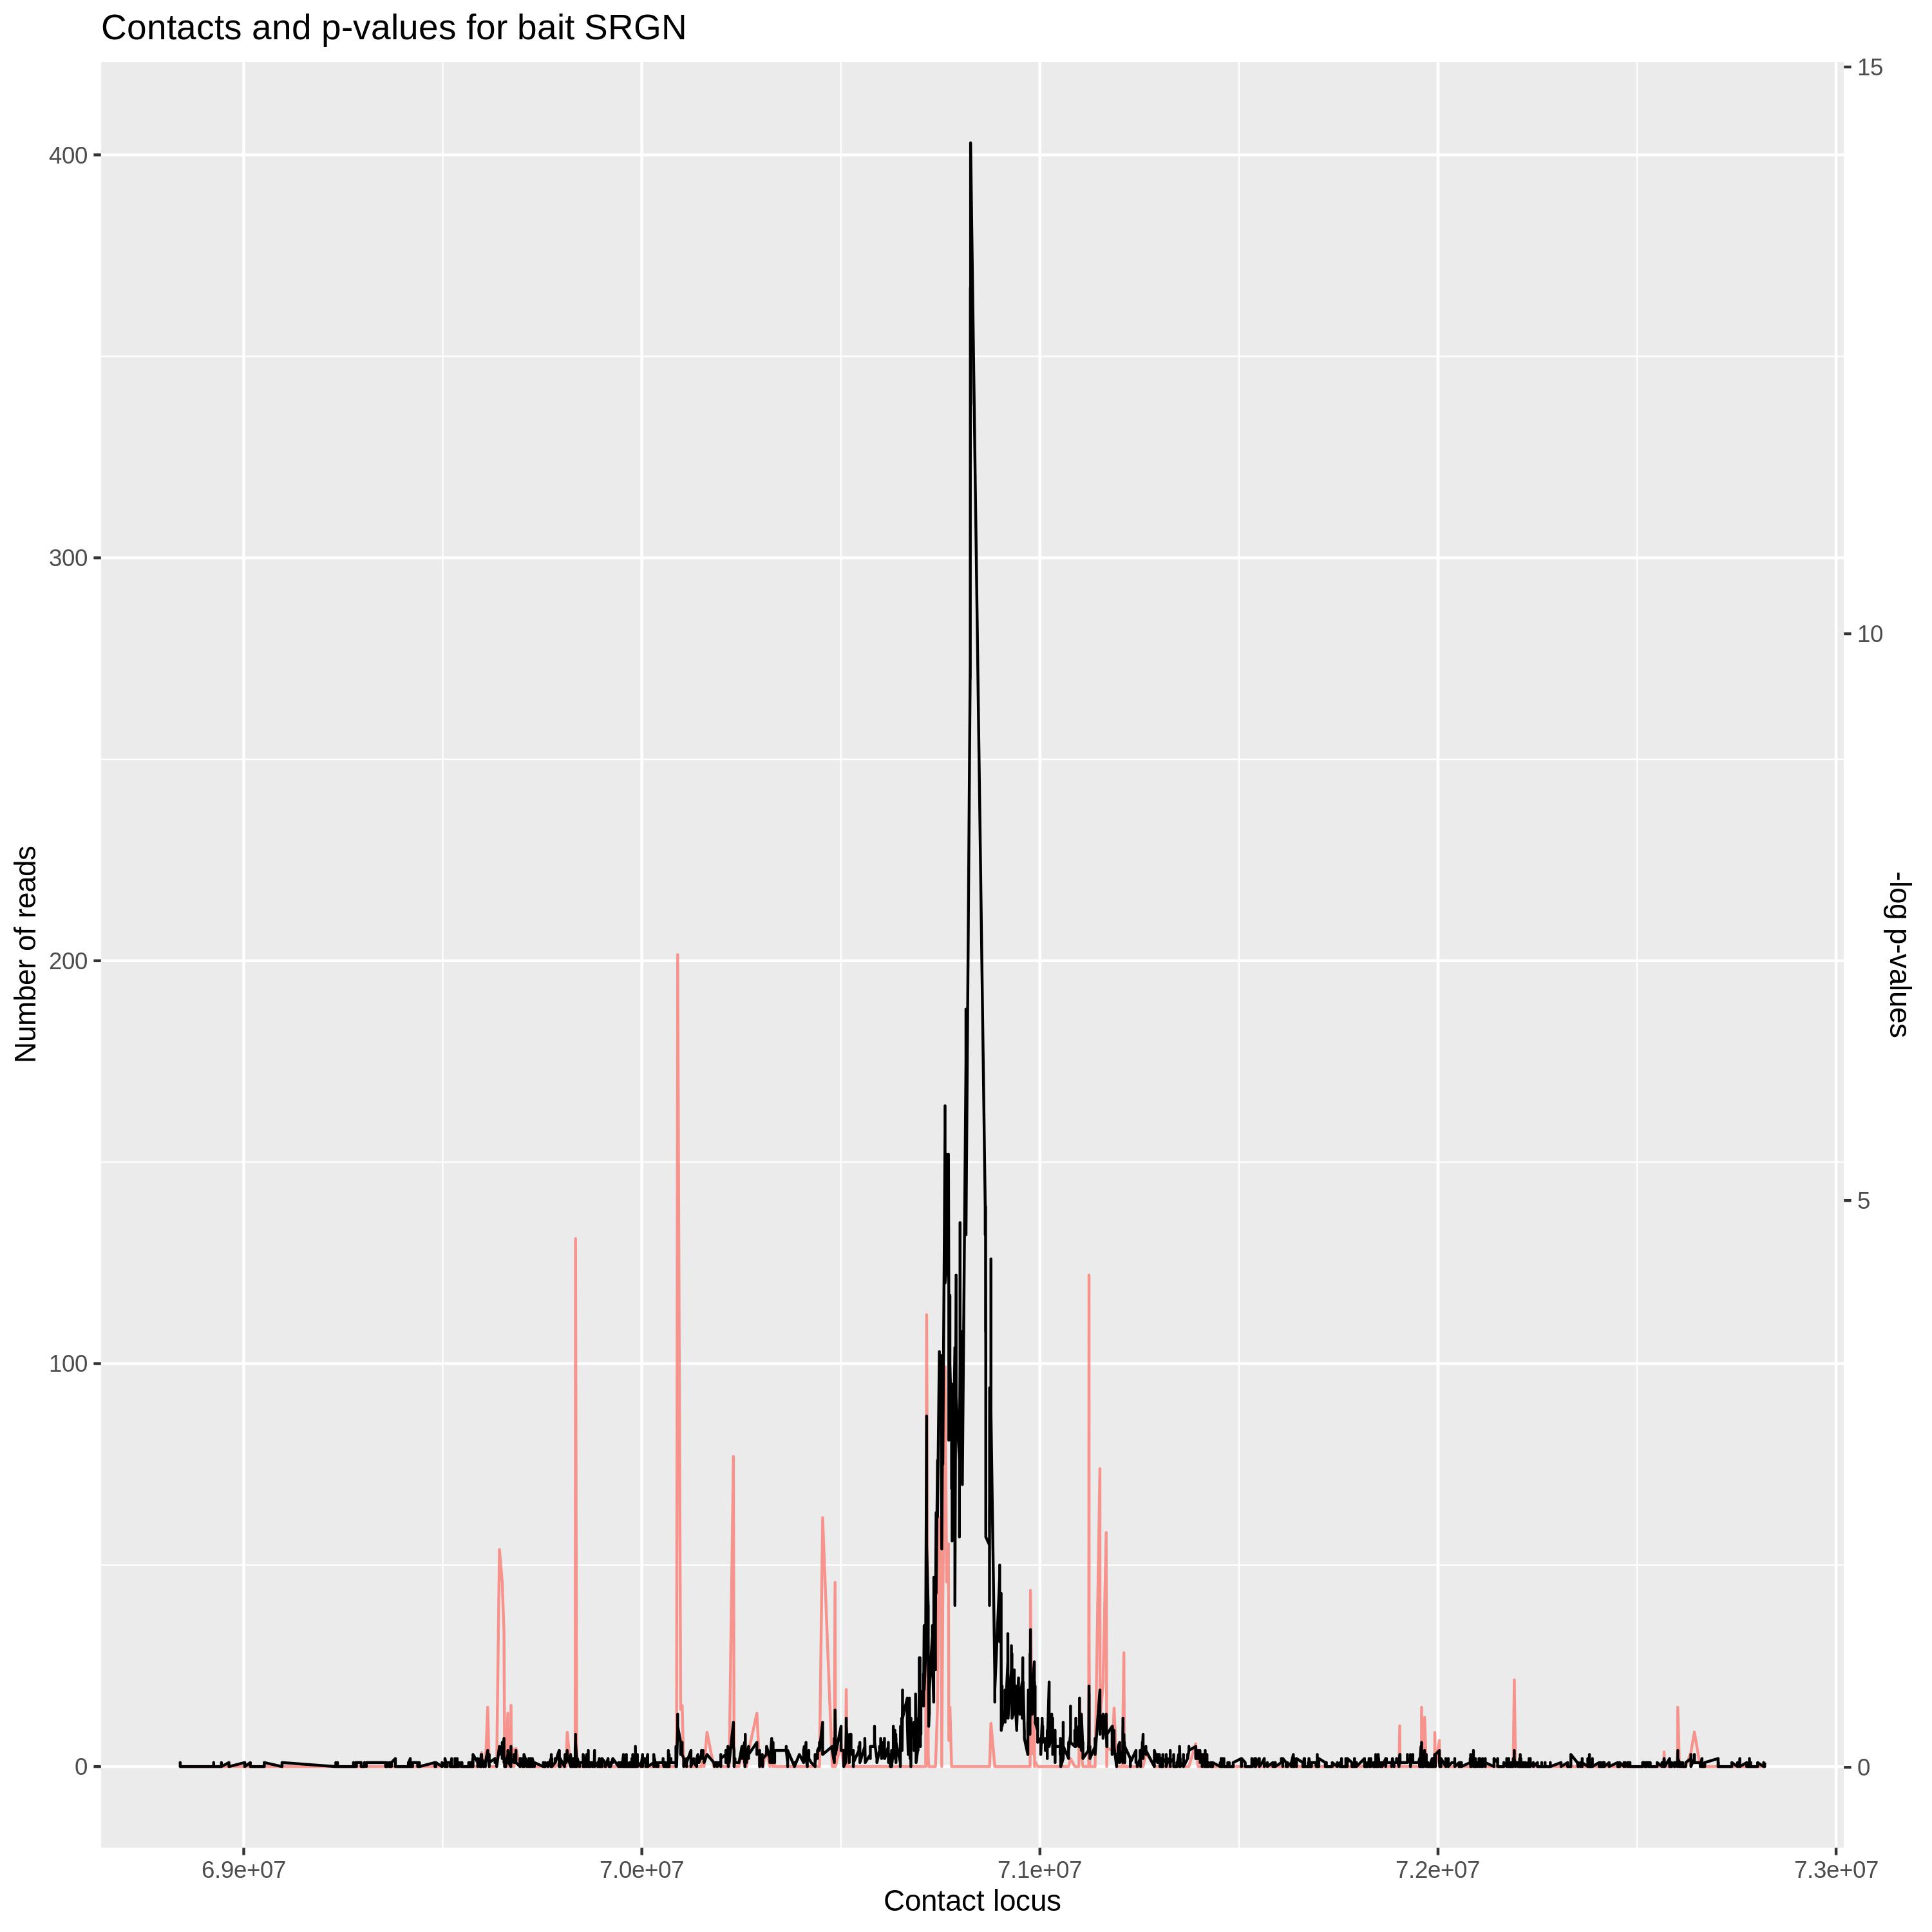 Contacts and p-values for bait SRGN
15
400
300
10
200
5
100
0
0
Number of reads
-log p-values
6.9e+07
7.0e+07
7.1e+07
7.2e+07
7.3e+07
Contact locus